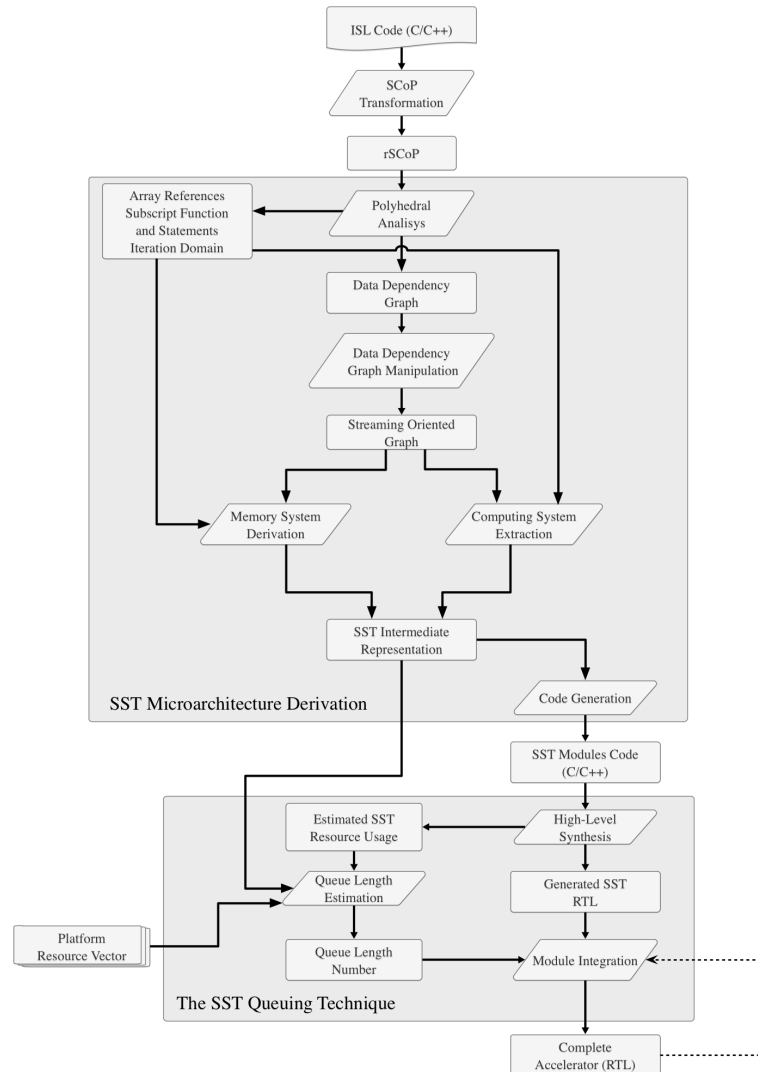 ISL Code (C/C++)
SCoP
Transformation
rSCoP
Array References
Subscript Function
and Statements
Iteration Domain
Polyhedral
Analisys
Data Dependency
Graph
Data Dependency
Graph Manipulation
Streaming Oriented
Graph
Memory System
Derivation
Computing System
Extraction
SST Intermediate
Representation
SST Microarchitecture Derivation
Code Generation
SST Modules Code
(C/C++)
Estimated SST
Resource Usage
High-Level
Synthesis
Queue Length
Estimation
Generated SST
RTL
Platform
Resource Vector
Queue Length
Number
Module Integration
The SST Queuing Technique
Complete
Accelerator (RTL)